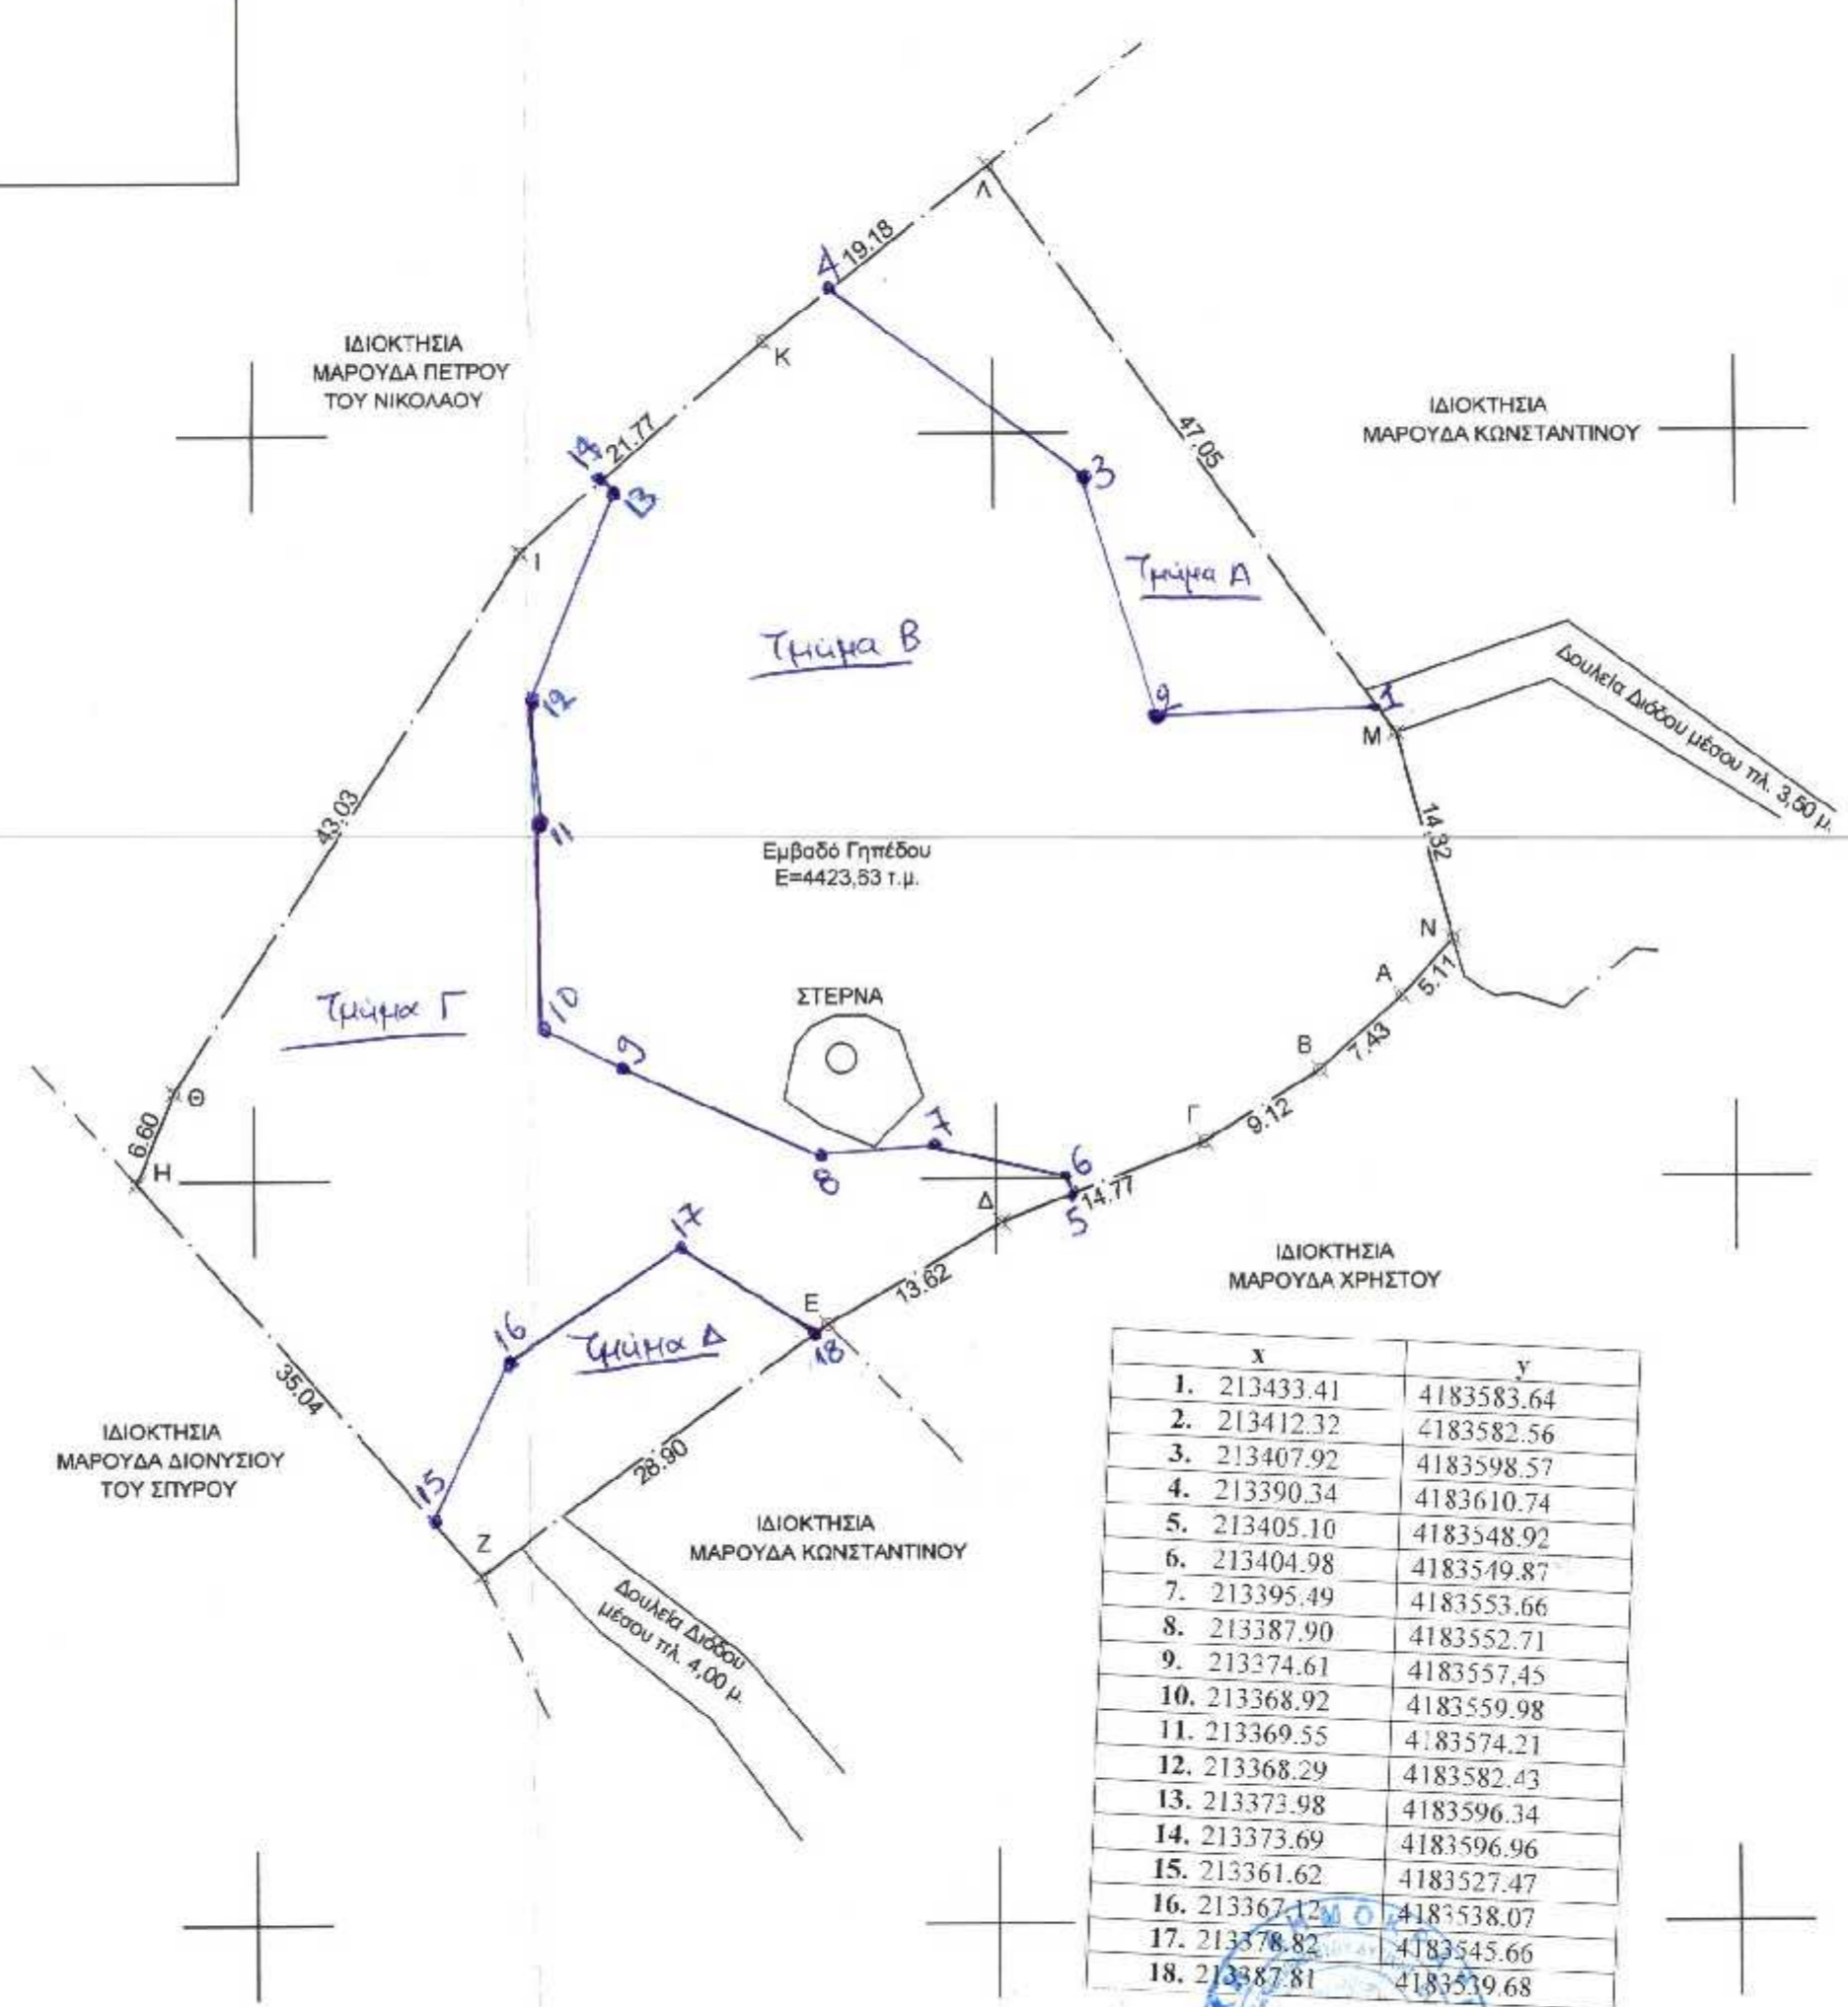 Λ
19.18
4
ΙΔΙΟΚΤΗΣΙΑ
ΜΑΡΟΥΔΑ ΠΕΤΡΟΥ
ΤΟΥ ΝΙΚΟΛΑΟΥ
Κ
21.77
14
13
Ι
47.05
3
ΙΔΙΟΚΤΗΣΙΑ
ΜΑΡΟΥΔΑ ΚΩΝΣΤΑΝΤΙΝΟΥ
Τμήμα Α
Τμήμα Β
12
2
1
Μ
Δουλεία Διόδου μέσου πλ. 3,50 μ.
43.03
11
14.32
Εμβαδό Γηπέδου
Ε=4423,63 τ.μ.
Ν
Α
5.11
Τμήμα Γ
10
ΣΤΕΡΝΑ
Β
7.43
9
Θ
6.60
Η
Γ
9.12
7
8
6
14.77
5
Δ
17
13.62
Ε
18
16
Τμήμα Δ
ΙΔΙΟΚΤΗΣΙΑ
ΜΑΡΟΥΔΑ ΧΡΗΣΤΟΥ
35.04
ΙΔΙΟΚΤΗΣΙΑ
ΜΑΡΟΥΔΑ ΔΙΟΝΥΣΙΟΥ
ΤΟΥ ΣΠΥΡΟΥ
15
Ζ
28.90
ΙΔΙΟΚΤΗΣΙΑ
ΜΑΡΟΥΔΑ ΚΩΝΣΤΑΝΤΙΝΟΥ
Δουλεία Διόδου
μέσου πλ. 4,00 μ.
x y
1. 213433.41 4183583.64
2. 213412.32 4183582.56
3. 213407.92 4183598.57
4. 213390.34 4183610.74
5. 213405.10 4183548.92
6. 213404.98 4183549.87
7. 213395.49 4183553.66
8. 213387.90 4183552.71
9. 213374.61 4183557,45
10. 213368.92 4183559.98
11. 213369.55 4183574.21
12. 213368.29 4183582.43
13. 213373.98 4183596.34
14. 213373.69 4183596.96
15. 213361.62 4183527.47
16. 213367.12 4183538.07
17. 213378.82 4183545.66
18. 213387.81 4183539.68